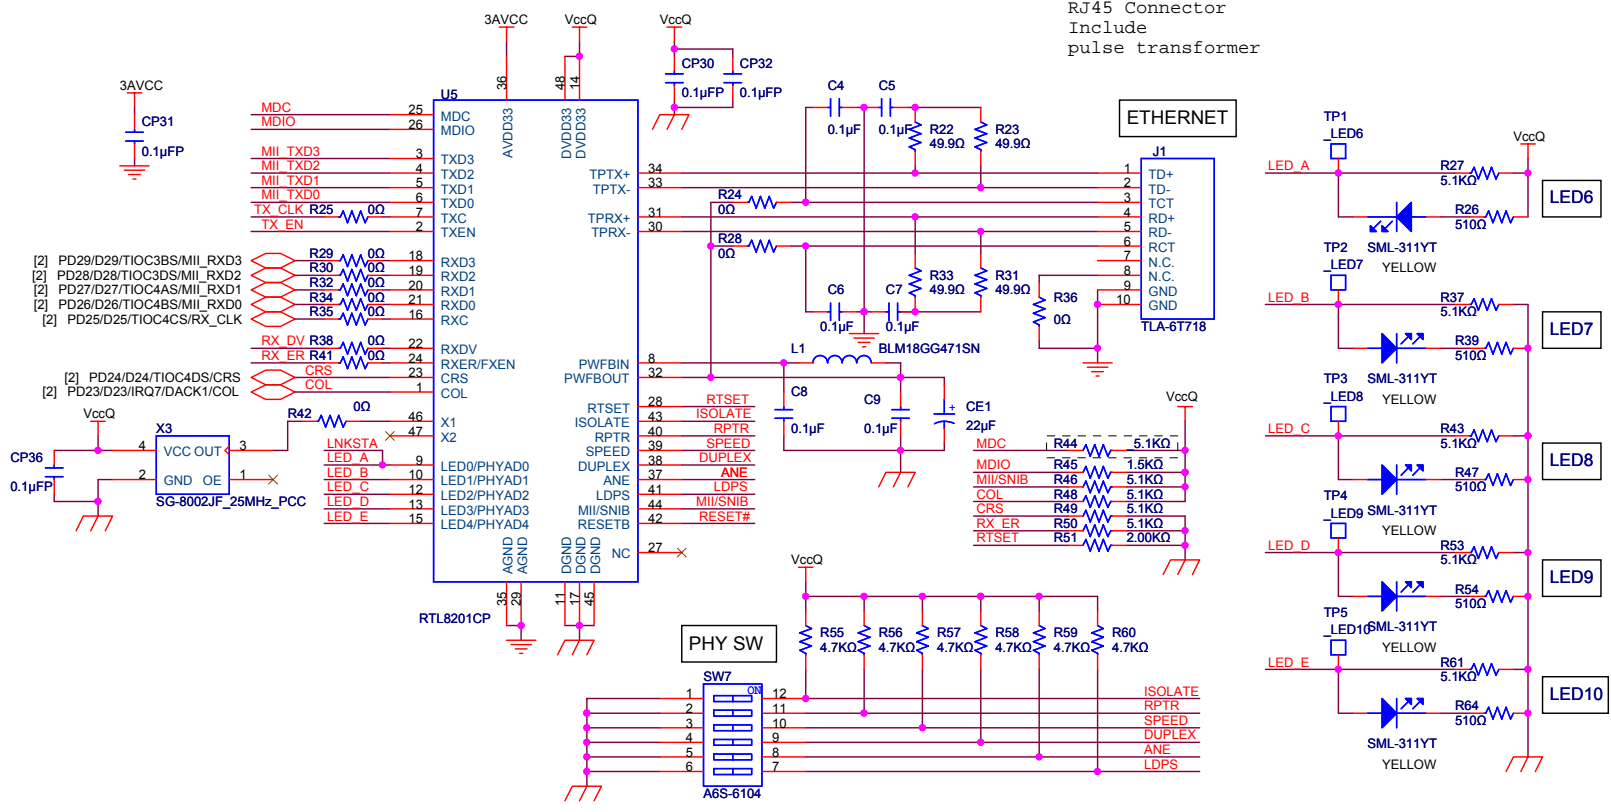 RJ45 Connector
Include
pulse transformer
3AVCC
VccQ
VccQ
3AVCC
CP31
0.1µFP
CP30
0.1µFP
CP32
0.1µFP
U5
36
48
14
AVDD33
DVDD33
DVDD33
MDC 25 MDC
MDIO 26 MDIO
MII_TXD3 3 TXD3
MII_TXD2 4 TXD2
MII_TXD1 5 TXD1
MII_TXD0 6 TXD0
TX_CLK R25 0Ω 7 TXC
TX_EN 2 TXEN
[2] PD29/D29/TIOC3BS/MII_RXD3 R29 0Ω 18 RXD3
[2] PD28/D28/TIOC3DS/MII_RXD2 R30 0Ω 19 RXD2
[2] PD27/D27/TIOC4AS/MII_RXD1 R32 0Ω 20 RXD1
[2] PD26/D26/TIOC4BS/MII_RXD0 R34 0Ω 21 RXD0
[2] PD25/D25/TIOC4CS/RX_CLK R35 0Ω 16 RXC
RX_DV R38 0Ω 22 RXDV
RX_ER R41 0Ω 24 RXER/FXEN
[2] PD24/D24/TIOC4DS/CRS CRS 23 CRS
[2] PD23/D23/IRQ7/DACK1/COL COL 1 COL
R42 0Ω 46 X1
47 X2
LNKSTA
LED_A 9 LED0/PHYAD0
LED_B 10 LED1/PHYAD1
LED_C 12 LED2/PHYAD2
LED_D 13 LED3/PHYAD3
LED_E 15 LED4/PHYAD4
VccQ
CP36
0.1µFP
X3
4 VCC OUT 3
2 GND OE 1
SG-8002JF_25MHz_PCC
TPTX+ 34
TPTX- 33
TPRX+ 31
TPRX- 30
PWFBIN 8
PWFBOUT 32
RTSET 28 RTSET
ISOLATE 43 ISOLATE
RPTR 40 RPTR
SPEED 39 SPEED
DUPLEX 38 DUPLEX
ANE 37 ANE
LDPS 41 LDPS
MII/SNIB 44 MII/SNIB
RESETB 42 RESET#
NC 27
AGND
AGND
DGND
DGND
DGND
35
29
11
17
45
RTL8201CP
C4
0.1µF
C5
0.1µF
R22
49.9Ω
R23
49.9Ω
R24
0Ω
R28
0Ω
R33
49.9Ω
R31
49.9Ω
C6
0.1µF
C7
0.1µF
L1
BLM18GG471SN
C8
0.1µF
C9
0.1µF
CE1
+
22µF
R36
0Ω
ETHERNET
J1
1 TD+
2 TD-
3 TCT
4 RD+
5 RD-
6 RCT
7 N.C.
8 N.C.
9 GND
10 GND
TLA-6T718
VccQ
MDC R44 5.1KΩ
MDIO R45 1.5KΩ
MII/SNIB R46 5.1KΩ
COL R48 5.1KΩ
CRS R49 5.1KΩ
RX_ER R50 5.1KΩ
RTSET R51 2.00KΩ
VccQ
R55
4.7KΩ
R56
4.7KΩ
R57
4.7KΩ
R58
4.7KΩ
R59
4.7KΩ
R60
4.7KΩ
PHY SW
SW7
ON
1 12 ISOLATE
2 11 RPTR
3 10 SPEED
4 9 DUPLEX
5 8 ANE
6 7 LDPS
A6S-6104
TP1
_LED6
VccQ
LED_A
R27
5.1KΩ
R26
510Ω
SML-311YT
YELLOW
LED6
TP2
_LED7
LED_B
R37
5.1KΩ
R39
510Ω
SML-311YT
YELLOW
LED7
TP3
_LED8
LED_C
R43
5.1KΩ
R47
510Ω
SML-311YT
YELLOW
LED8
TP4
_LED9
LED_D
R53
5.1KΩ
R54
510Ω
SML-311YT
YELLOW
LED9
TP5
_LED10
LED_E
R61
5.1KΩ
R64
510Ω
SML-311YT
YELLOW
LED10